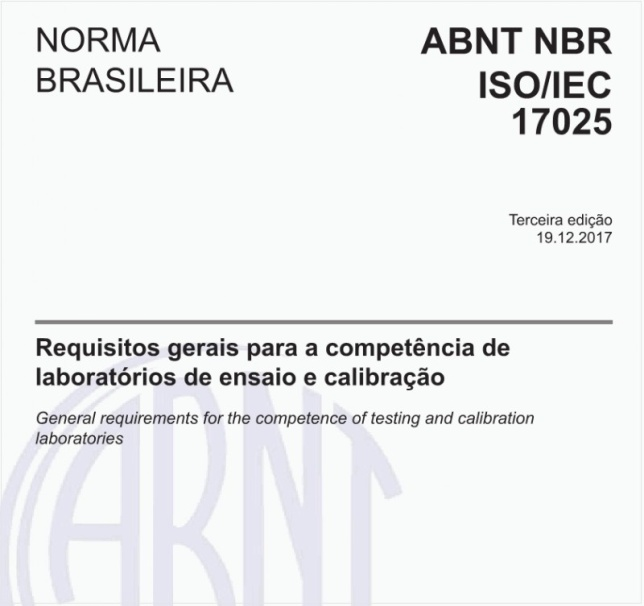 NORMA
BRASILEIRA
ABNT NBR
ISO/IEC
17025
Terceira edição
19.12.2017
Requisitos gerais para a competência de
laboratórios de ensaio e calibração
General requirements for the competence of testing and calibration
laboratories
ABNT